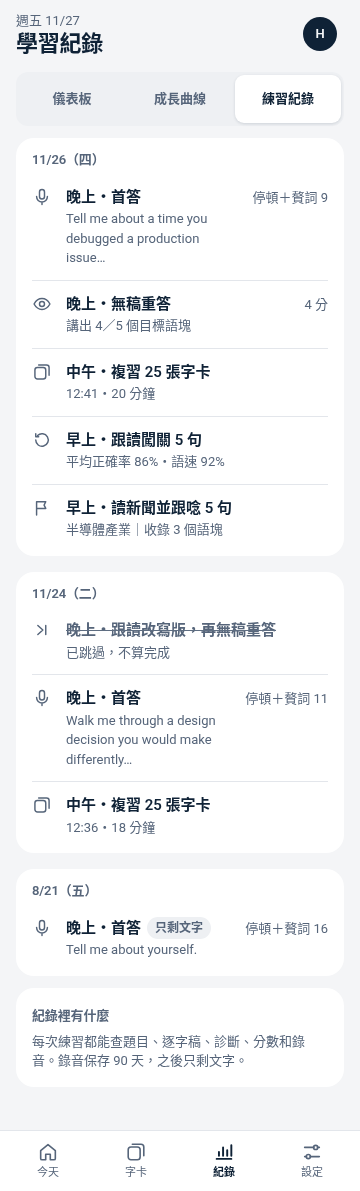 週五 11/27
學習紀錄
H
儀表板 成長曲線 練習紀錄
11/26（四）
晚上・首答 停頓＋贅詞 9
Tell me about a time you
debugged a production
issue…
晚上・無稿重答 4 分
講出 4／5 個目標語塊
中午・複習 25 張字卡
12:41・20 分鐘
早上・跟讀闖關 5 句
平均正確率 86%・語速 92%
早上・讀新聞並跟唸 5 句
半導體產業｜收錄 3 個語塊
11/24（二）
晚上・跟讀改寫版，再無稿重答
已跳過，不算完成
晚上・首答 停頓＋贅詞 11
Walk me through a design
decision you would make
differently…
中午・複習 25 張字卡
12:36・18 分鐘
8/21（五）
晚上・首答 只剩文字 停頓＋贅詞 16
Tell me about yourself.
紀錄裡有什麼
每次練習都能查題目、逐字稿、診斷、分數和錄
音。錄音保存 90 天，之後只剩文字。
今天 字卡 紀錄 設定